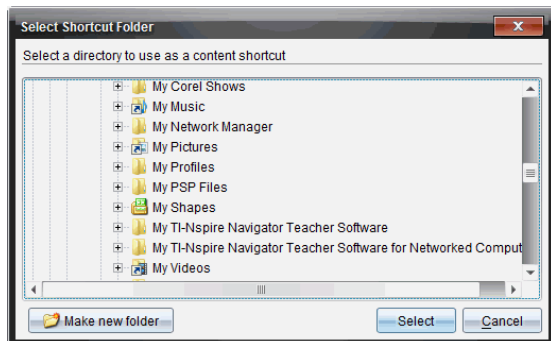 Select Shortcut Folder
Select a directory to use as a content shortcut
My Corel Shows
My Music
My Network Manager
My Pictures
My Profiles
My PSP Files
My Shapes
My TI-Nspire Navigator Teacher Software
My TI-Nspire Navigator Teacher Software for Networked Comput
My Videos
Make new folder
Select
Cancel